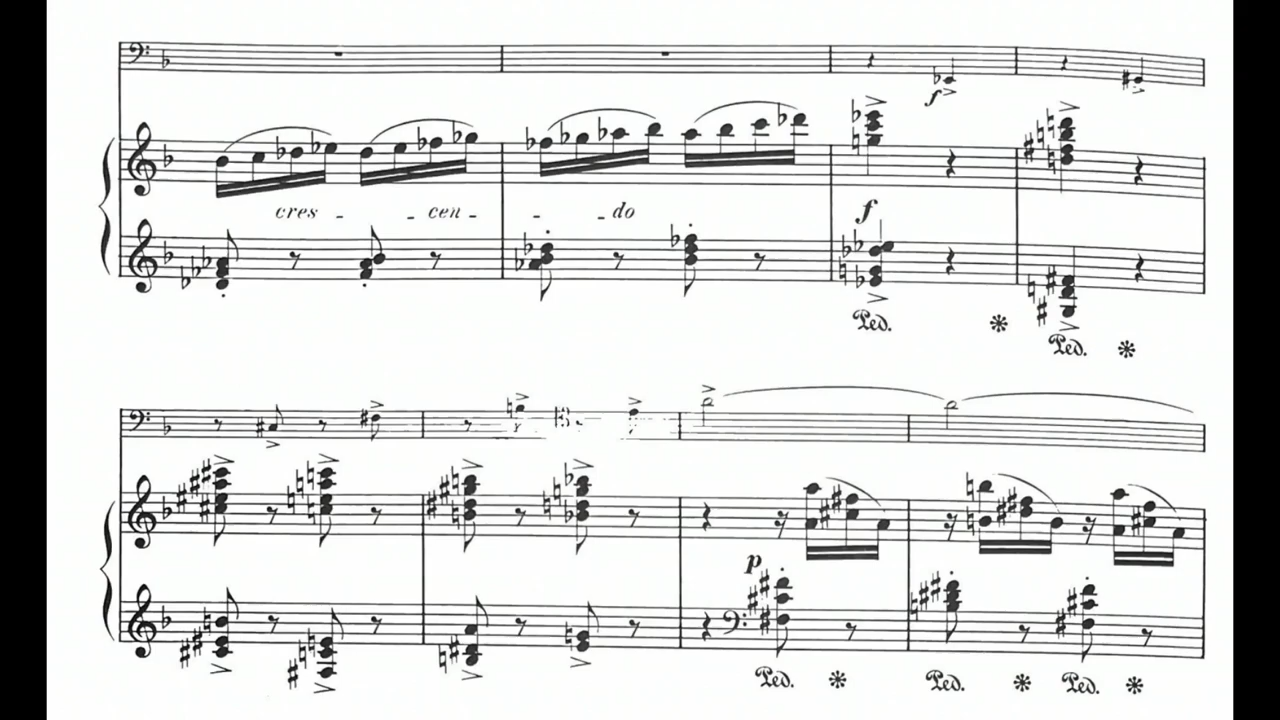 f
cres - - cen - - do
f
Ped. * Ped. *
p
Ped. * Ped. * Ped. *